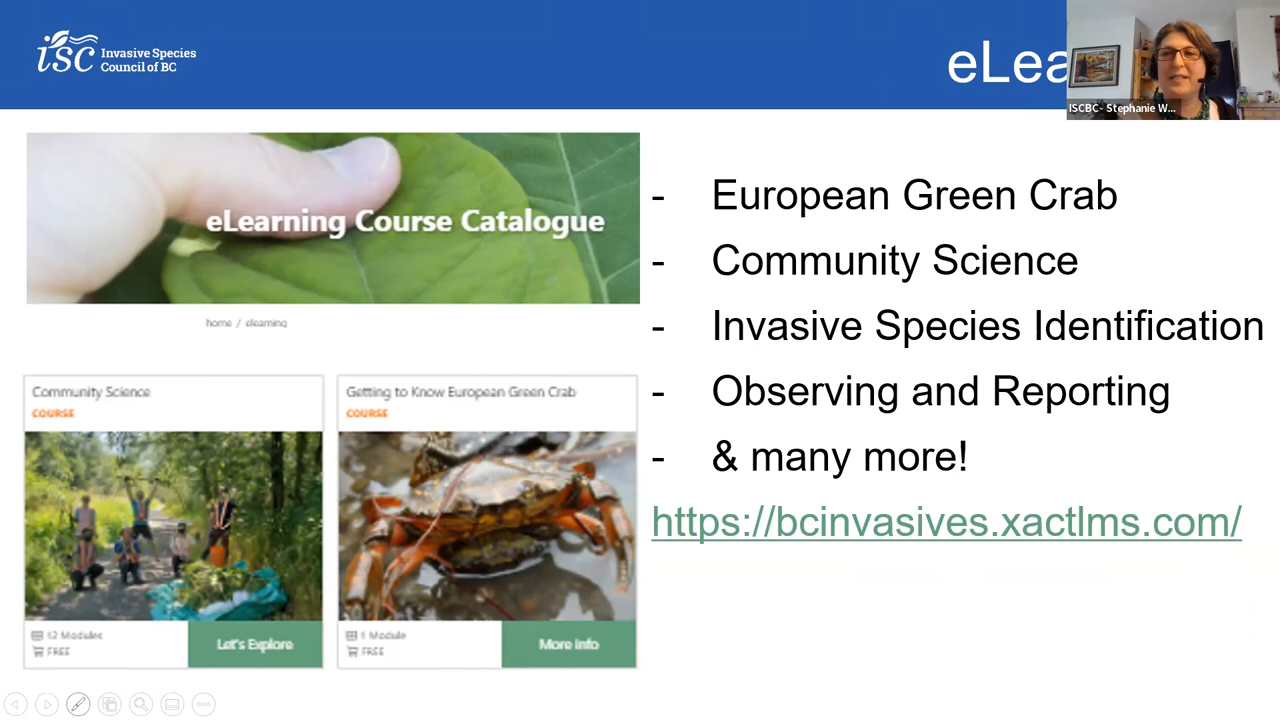 isc Invasive Species
Council of BC
eLea
ISCBC- Stephanie W...
eLearning Course Catalogue
home / elearning
Community Science
COURSE
12 Modules
FREE
Let's Explore
Getting to Know European Green Crab
COURSE
1 Module
FREE
More info
- European Green Crab
- Community Science
- Invasive Species Identification
- Observing and Reporting
- & many more!
https://bcinvasives.xactlms.com/